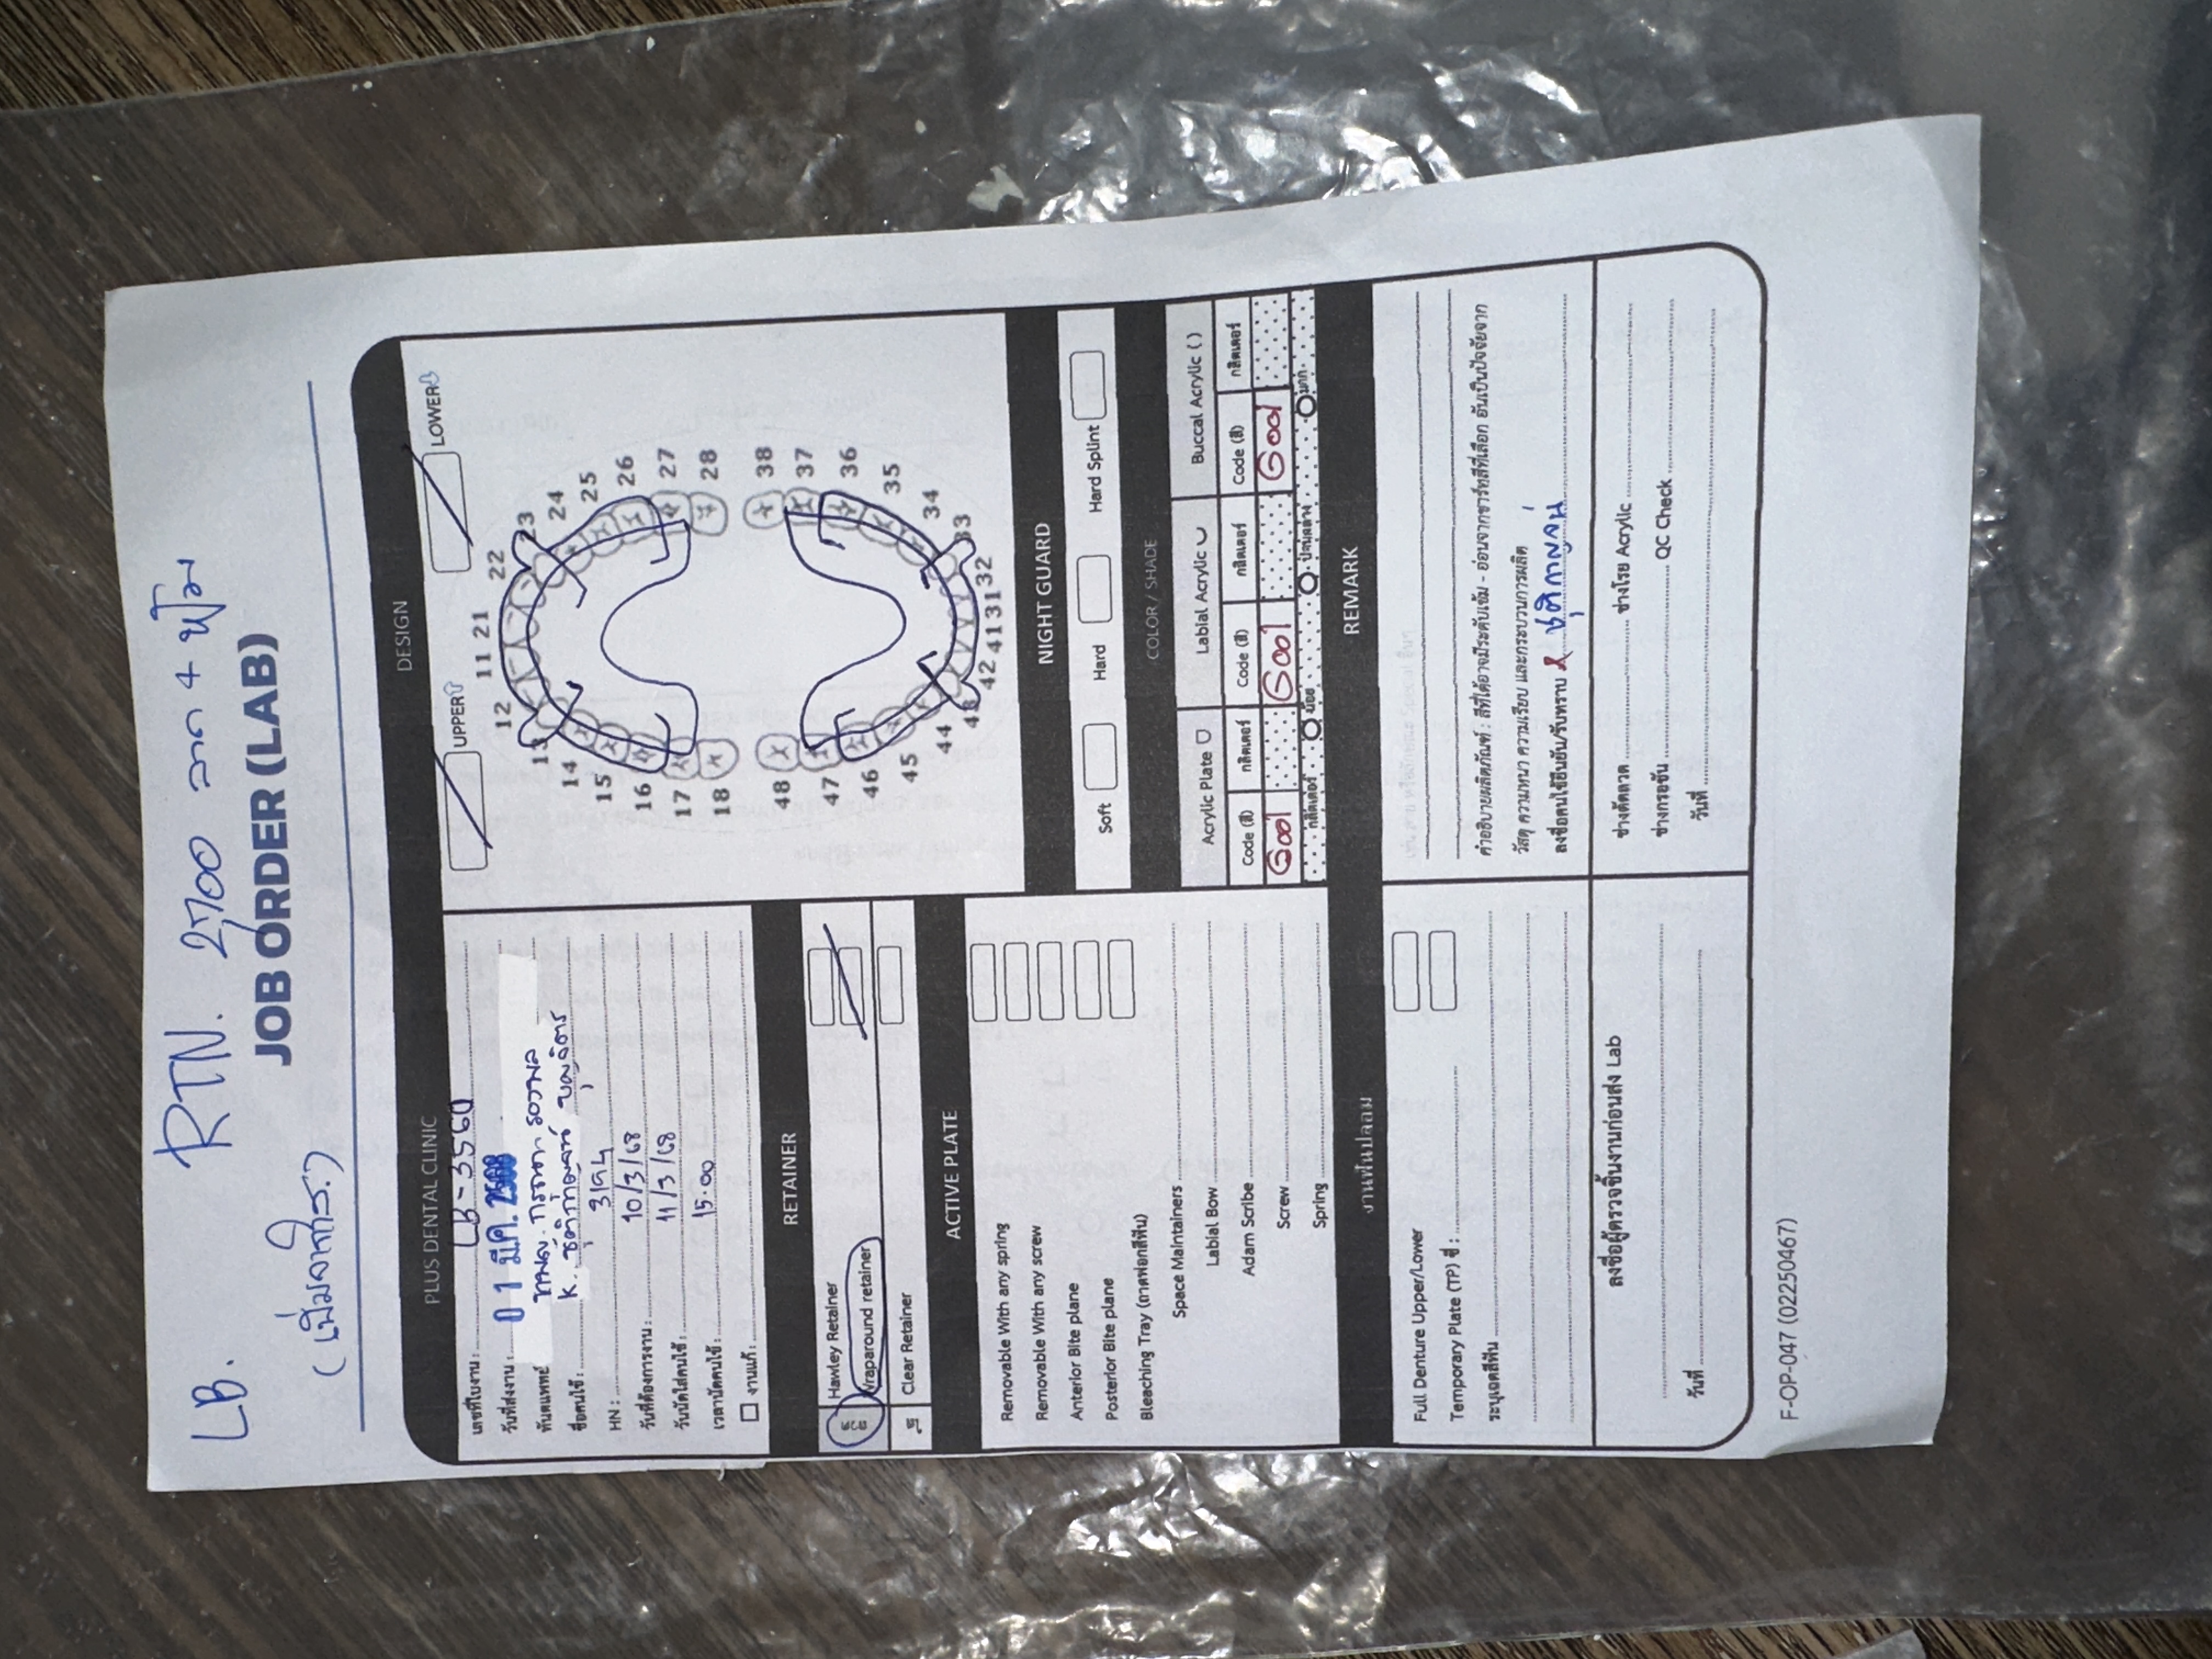 LB. RTN. 2,700 ลวด +
JOB ORDER (LAB)
(เพิ่มจากใส.)
PLUS DENTAL CLINIC
เลขที่ใบงาน : LB-3560
วันที่ส่งงาน : 01 มี.ค. 2568
ทันตแพทย์ ทพญ. กรุณา รองพล
ชื่อคนไข้ : K. ชุติกาญจน์ บุญจิตร
HN : 3194
วันที่ต้องการงาน : 10/3/68
วันนัดใส่คนไข้ : 11/3/68
เวลานัดคนไข้ : 15.00
งานแก้ :
RETAINER
ลวด
Hawley Retainer
Wraparound retainer
ใส
Clear Retainer
ACTIVE PLATE
Removable With any spring
Removable With any screw
Anterior Bite plane
Posterior Bite plane
Bleaching Tray (ถาดฟอกสีฟัน)
Space Maintainers
Labial Bow
Adam Scribe
Screw
Spring
งานฟันปลอม
Full Denture Upper/Lower
Temporary Plate (TP) ซี่ :
ระบุเฉดสีฟัน
ลงชื่อผู้ตรวจชิ้นงานก่อนส่ง Lab
วันที่
DESIGN
UPPER LOWER
11 21
12 22
13 23
14 24
15 25
16 26
17 27
18 28
48 38
47 37
46 36
45 35
44 34
43 33
42 41 31 32
NIGHT GUARD
Soft Hard Hard Splint
COLOR / SHADE
Acrylic Plate Labial Acrylic Buccal Acrylic ( )
Code (สี) กลิตเตอร์ Code (สี) กลิตเตอร์ Code (สี) กลิตเตอร์
G001 G001 G001
กลิตเตอร์ น้อย ปานกลาง มาก
REMARK
เช่น ลาย หรือลักษณะ Special อื่นๆ
คำอธิบายผลิตภัณฑ์ : สีที่ได้อาจมีระดับเข้ม - อ่อนจากชาร์ทสีที่เลือก อันเป็นปัจจัยจาก
วัสดุ ความหนา ความเรียบ และกระบวนการผลิต
ลงชื่อคนไข้ยืนยัน/รับทราบ ชุติกาญจน์
ช่างดัดลวด ช่างโรย Acrylic
ช่างกรอขัน QC Check
วันที่
F-OP-047 (02250467)